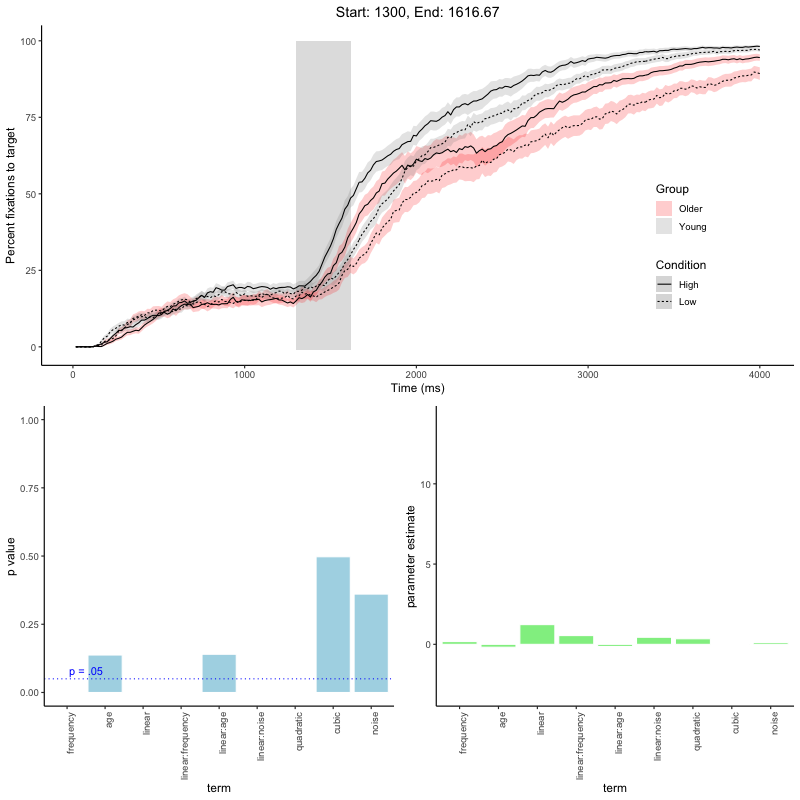 Start: 1300, End: 1616.67
Percent fixations to target
100
75
50
25
0
0
1000
2000
3000
4000
Time (ms)
Group
Older
Young
Condition
High
Low
p value
1.00
0.75
0.50
0.25
0.00
p = .05
frequency
age
linear
linear:frequency
linear:age
linear:noise
quadratic
cubic
noise
term
parameter estimate
10
5
0
frequency
age
linear
linear:frequency
linear:age
linear:noise
quadratic
cubic
noise
term